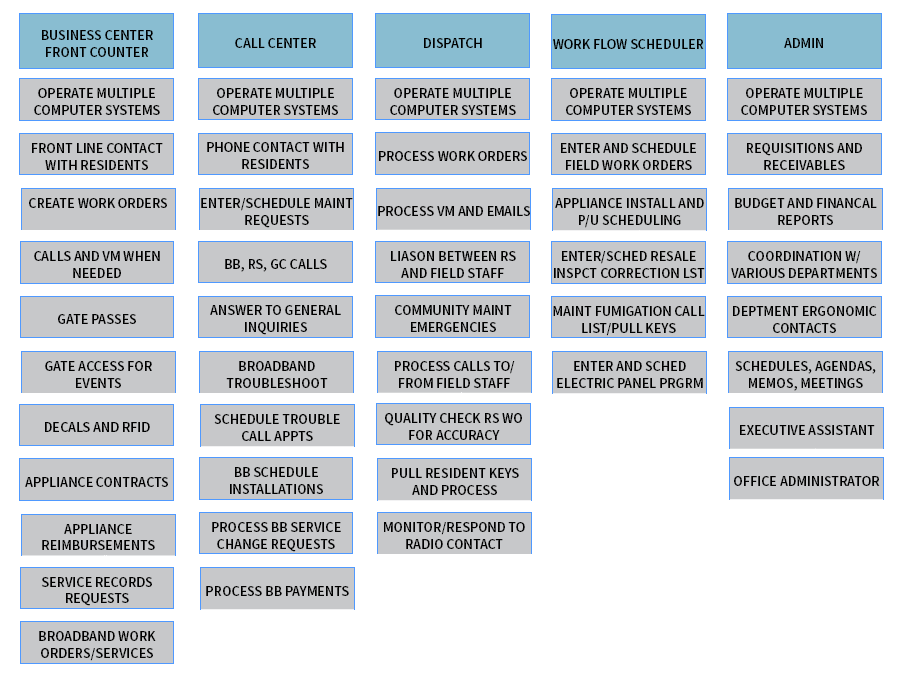 BUSINESS CENTER
FRONT COUNTER
OPERATE MULTIPLE
COMPUTER SYSTEMS
FRONT LINE CONTACT
WITH RESIDENTS
CREATE WORK ORDERS
CALLS AND VM WHEN
NEEDED
GATE PASSES
GATE ACCESS FOR
EVENTS
DECALS AND RFID
APPLIANCE CONTRACTS
APPLIANCE
REIMBURSEMENTS
SERVICE RECORDS
REQUESTS
BROADBAND WORK
ORDERS/SERVICES
CALL CENTER
OPERATE MULTIPLE
COMPUTER SYSTEMS
PHONE CONTACT WITH
RESIDENTS
ENTER/SCHEDULE MAINT
REQUESTS
BB, RS, GC CALLS
ANSWER TO GENERAL
INQUIRIES
BROADBAND
TROUBLESHOOT
SCHEDULE TROUBLE
CALL APPTS
BB SCHEDULE
INSTALLATIONS
PROCESS BB SERVICE
CHANGE REQUESTS
PROCESS BB PAYMENTS
DISPATCH
OPERATE MULTIPLE
COMPUTER SYSTEMS
PROCESS WORK ORDERS
PROCESS VM AND EMAILS
LIASON BETWEEN RS
AND FIELD STAFF
COMMUNITY MAINT
EMERGENCIES
PROCESS CALLS TO/
FROM FIELD STAFF
QUALITY CHECK RS WO
FOR ACCURACY
PULL RESIDENT KEYS
AND PROCESS
MONITOR/RESPOND TO
RADIO CONTACT
WORK FLOW SCHEDULER
OPERATE MULTIPLE
COMPUTER SYSTEMS
ENTER AND SCHEDULE
FIELD WORK ORDERS
APPLIANCE INSTALL AND
P/U SCHEDULING
ENTER/SCHED RESALE
INSPCT CORRECTION LST
MAINT FUMIGATION CALL
LIST/PULL KEYS
ENTER AND SCHED
ELECTRIC PANEL PRGRM
ADMIN
OPERATE MULTIPLE
COMPUTER SYSTEMS
REQUISITIONS AND
RECEIVABLES
BUDGET AND FINANCAL
REPORTS
COORDINATION W/
VARIOUS DEPARTMENTS
DEPTMENT ERGONOMIC
CONTACTS
SCHEDULES, AGENDAS,
MEMOS, MEETINGS
EXECUTIVE ASSISTANT
OFFICE ADMINISTRATOR